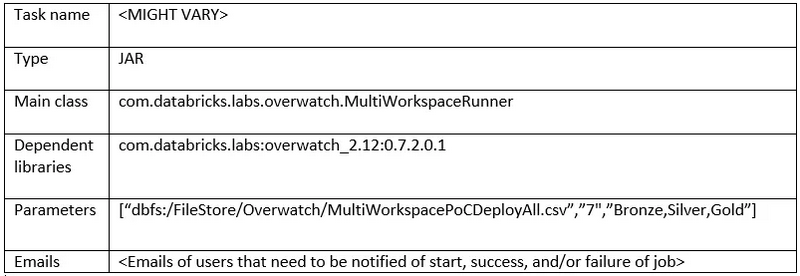 Task name <MIGHT VARY>
Type JAR
Main class com.databricks.labs.overwatch.MultiWorkspaceRunner
Dependent com.databricks.labs:overwatch_2.12:0.7.2.0.1
libraries
Parameters [“dbfs:/FileStore/Overwatch/MultiWorkspacePoCDeployAll.csv”,”7",”Bronze,Silver,Gold”]
Emails <Emails of users that need to be notified of start, success, and/or failure of job>